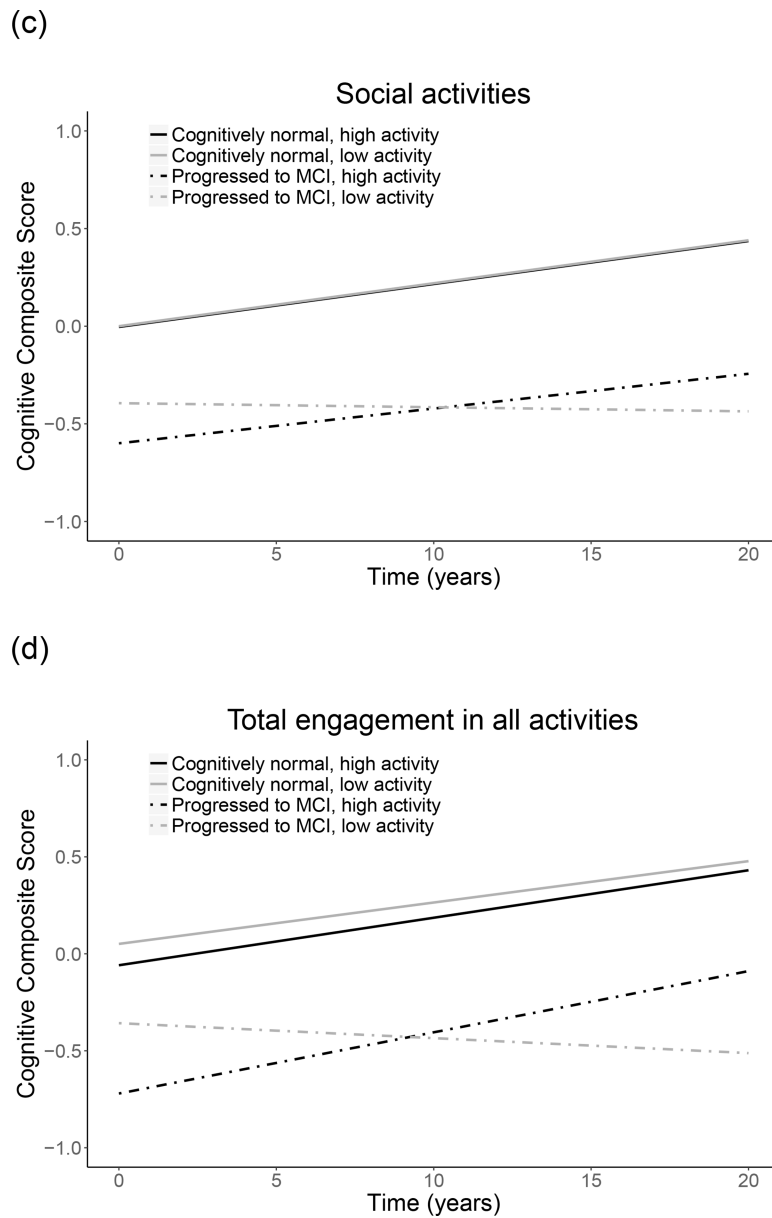 (c)
Social activities
Cognitively normal, high activity
Cognitively normal, low activity
Progressed to MCI, high activity
Progressed to MCI, low activity
1.0
0.5
0.0
−0.5
−1.0
Cognitive Composite Score
0 5 10 15 20
Time (years)
(d)
Total engagement in all activities
Cognitively normal, high activity
Cognitively normal, low activity
Progressed to MCI, high activity
Progressed to MCI, low activity
1.0
0.5
0.0
−0.5
−1.0
Cognitive Composite Score
0 5 10 15 20
Time (years)